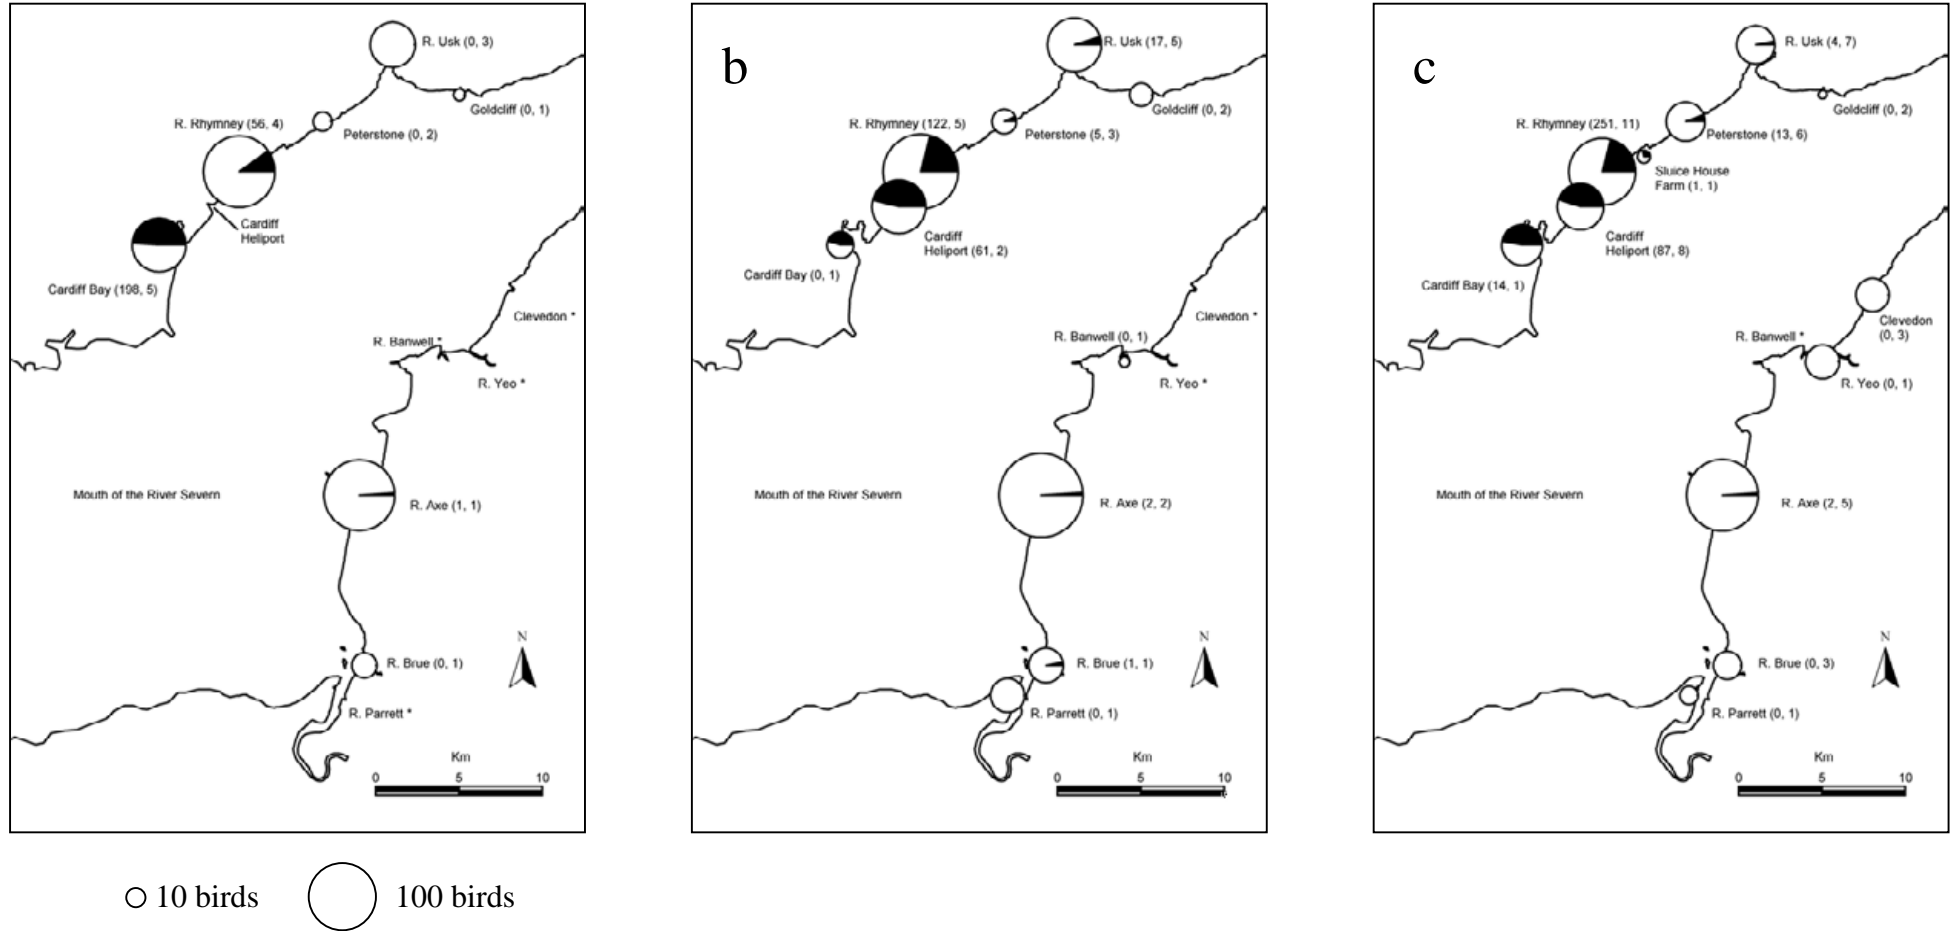 R. Usk (0, 3)
Goldcliff (0, 1)
R. Rhymney (56, 4)
Peterstone (0, 2)
Cardiff
Heliport
Cardiff Bay (198, 5)
Clevedon *
R. Banwell *
R. Yeo *
Mouth of the River Severn
R. Axe (1, 1)
N
R. Brue (0, 1)
R. Parrett *
Km
0 5 10
b
R. Usk (17, 5)
Goldcliff (0, 2)
R. Rhymney (122, 5)
Peterstone (5, 3)
Cardiff
Heliport (61, 2)
Cardiff Bay (0, 1)
Clevedon *
R. Banwell (0, 1)
R. Yeo *
Mouth of the River Severn
R. Axe (2, 2)
N
R. Brue (1, 1)
R. Parrett (0, 1)
Km
0 5 10
c
R. Usk (4, 7)
Goldcliff (0, 2)
R. Rhymney (251, 11)
Peterstone (13, 6)
Sluice House
Farm (1, 1)
Cardiff
Heliport (87, 8)
Cardiff Bay (14, 1)
Clevedon
(0, 3)
R. Banwell *
R. Yeo (0, 1)
Mouth of the River Severn
R. Axe (2, 5)
N
R. Brue (0, 3)
R. Parrett (0, 1)
Km
0 5 10
10 birds
100 birds